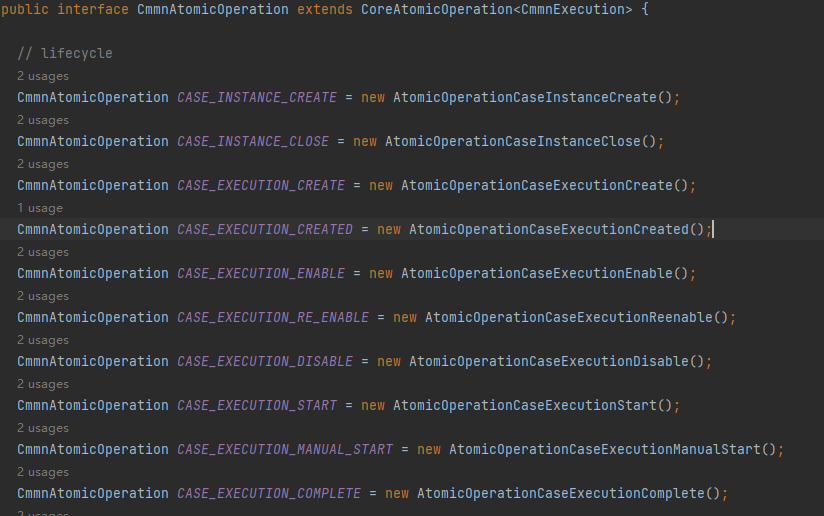 public interface CmmnAtomicOperation extends CoreAtomicOperation<CmmnExecution> {
// lifecycle
2 usages
CmmnAtomicOperation CASE_INSTANCE_CREATE = new AtomicOperationCaseInstanceCreate();
2 usages
CmmnAtomicOperation CASE_INSTANCE_CLOSE = new AtomicOperationCaseInstanceClose();
2 usages
CmmnAtomicOperation CASE_EXECUTION_CREATE = new AtomicOperationCaseExecutionCreate();
1 usage
CmmnAtomicOperation CASE_EXECUTION_CREATED = new AtomicOperationCaseExecutionCreated();
2 usages
CmmnAtomicOperation CASE_EXECUTION_ENABLE = new AtomicOperationCaseExecutionEnable();
2 usages
CmmnAtomicOperation CASE_EXECUTION_RE_ENABLE = new AtomicOperationCaseExecutionReenable();
2 usages
CmmnAtomicOperation CASE_EXECUTION_DISABLE = new AtomicOperationCaseExecutionDisable();
2 usages
CmmnAtomicOperation CASE_EXECUTION_START = new AtomicOperationCaseExecutionStart();
2 usages
CmmnAtomicOperation CASE_EXECUTION_MANUAL_START = new AtomicOperationCaseExecutionManualStart();
2 usages
CmmnAtomicOperation CASE_EXECUTION_COMPLETE = new AtomicOperationCaseExecutionComplete();
2 usages